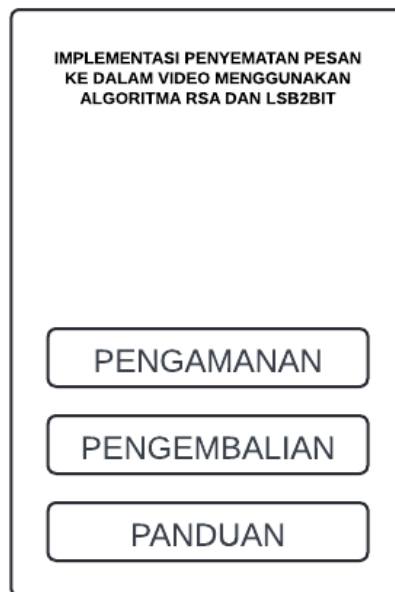 IMPLEMENTASI PENYEMATAN PESAN
KE DALAM VIDEO MENGGUNAKAN
ALGORITMA RSA DAN LSB2BIT
PENGAMANAN
PENGEMBALIAN
PANDUAN